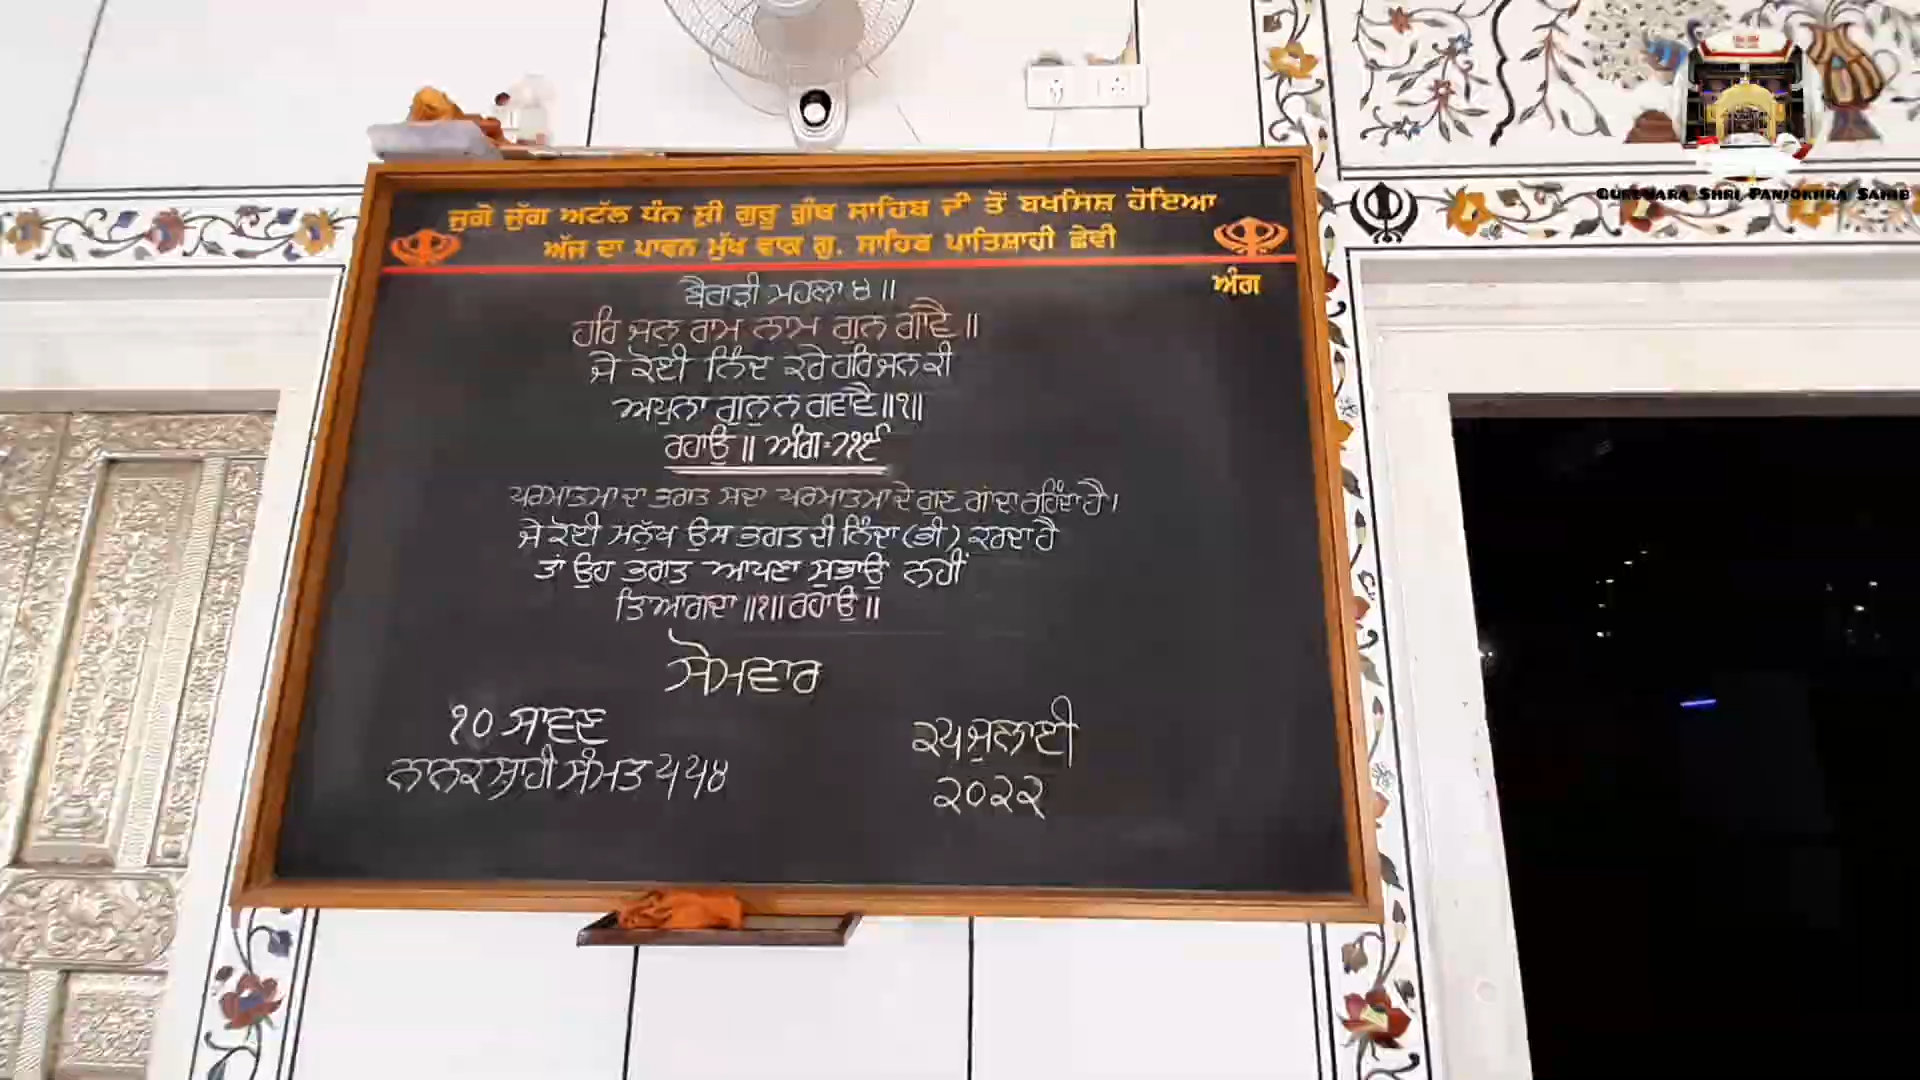 ਜੁਗੋ ਜੁੱਗ ਅਟੱਲ ਧੰਨ ਸ਼੍ਰੀ ਗੁਰੂ ਗ੍ਰੰਥ ਸਾਹਿਬ ਜੀ ਤੋਂ ਬਖਸਿਸ਼ ਹੋਇਆ
ਅੱਜ ਦਾ ਪਾਵਨ ਮੁੱਖ ਵਾਕ ਗੁ. ਸਾਹਿਬ ਪਾਤਿਸ਼ਾਹੀ ਛੇਵੀ
ਅੰਗ
ਬੈਰਾੜੀ ਮਹਲਾ ੪ ॥
ਹਰਿ ਜਨੁ ਰਾਮ ਨਾਮ ਗੁਨ ਗਾਵੈ ॥
ਜੇ ਕੋਈ ਨਿੰਦ ਕਰੇ ਹਰਿ ਜਨ ਕੀ
ਅਪੁਨਾ ਗੁਨੁ ਨ ਗਵਾਵੈ ॥੧॥
ਰਹਾਉ ॥ ਅੰਗ-੭੧੯
ਪਰਮਾਤਮਾ ਦਾ ਭਗਤ ਸਦਾ ਪਰਮਾਤਮਾ ਦੇ ਗੁਣ ਗਾਂਦਾ ਰਹਿੰਦਾ ਹੈ।
ਜੇ ਕੋਈ ਮਨੁੱਖ ਉਸ ਭਗਤ ਦੀ ਨਿੰਦਾ (ਭੀ) ਕਰਦਾ ਹੈ
ਤਾਂ ਉਹ ਭਗਤ ਆਪਣਾ ਸੁਭਾਉ ਨਹੀਂ
ਤਿਆਗਦਾ ॥੧॥ ਰਹਾਉ ॥
ਸੋਮਵਾਰ
੧੦ ਸਾਵਣ
ਨਾਨਕਸ਼ਾਹੀ ਸੰਮਤ ੫੫੪
੨੫ ਜੁਲਾਈ
੨੦੨੨
Gurudwara Shri Panjokhra Sahib